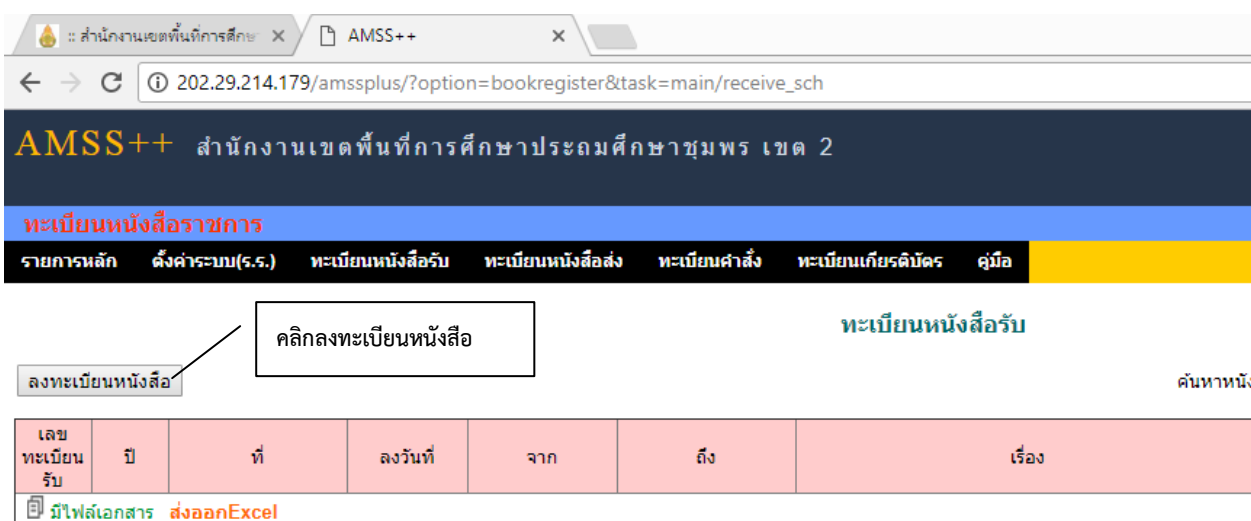 :: สำนักงานเขตพื้นที่การศึกษ
AMSS++
202.29.214.179/amssplus/?option=bookregister&task=main/receive_sch
AMSS++ สำนักงานเขตพื้นที่การศึกษาประถมศึกษาชุมพร เขต 2
ทะเบียนหนังสือราชการ
รายการหลัก ตั้งค่าระบบ(ร.ร.) ทะเบียนหนังสือรับ ทะเบียนหนังสือส่ง ทะเบียนคำสั่ง ทะเบียนเกียรติบัตร คู่มือ
คลิกลงทะเบียนหนังสือ
ทะเบียนหนังสือรับ
ลงทะเบียนหนังสือ
ค้นหาหนัง
เลข
ทะเบียน
รับ
ปี
ที่
ลงวันที่
จาก
ถึง
เรื่อง
มีไฟล์เอกสาร ส่งออกExcel